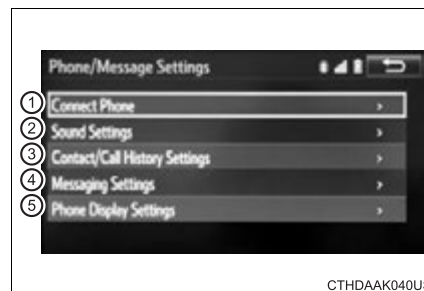 Phone/Message Settings
1 Connect Phone
2 Sound Settings
3 Contact/Call History Settings
4 Messaging Settings
5 Phone Display Settings